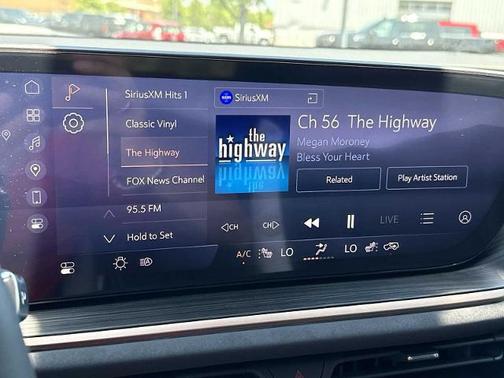 SiriusXM Hits 1
Classic Vinyl
The Highway
FOX News Channel
95.5 FM
Hold to Set
SiriusXM
the
highway
Ch 56 The Highway
Megan Moroney
Bless Your Heart
Related
Play Artist Station
CH
CH
LIVE
A/C
LO
LO